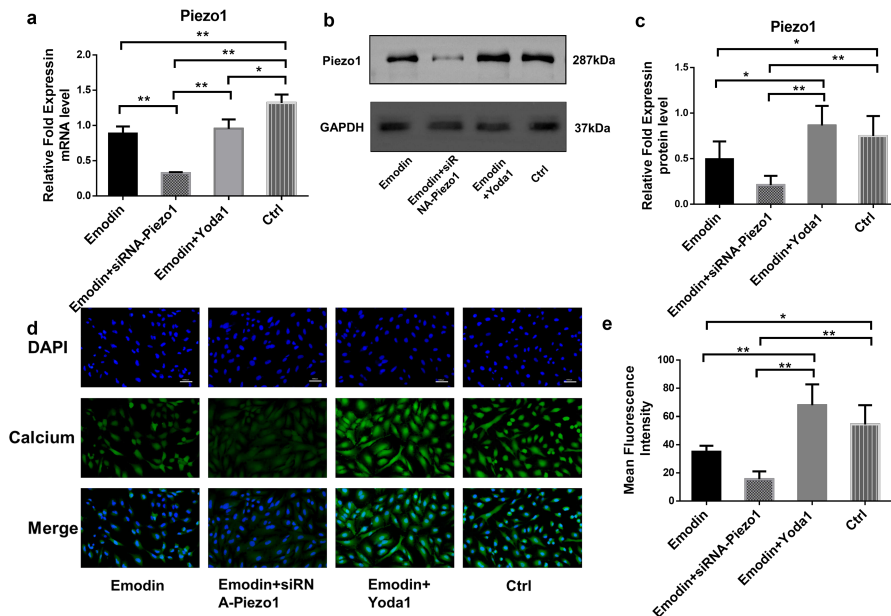 a
Piezo1
Relative Fold Expressin
mRNA level
2.0
1.5
1.0
0.5
0.0
**
**
**
**
*
Emodin
Emodin+siRNA-Piezo1
Emodin+Yoda1
Ctrl
b
Piezo1
287kDa
GAPDH
37kDa
Emodin
Emodin+siR
NA-Piezo1
Emodin
+Yoda1
Ctrl
c
Piezo1
Relative Fold Expressin
protein level
1.5
1.0
0.5
0.0
*
**
*
**
Emodin
Emodin+siRNA-Piezo1
Emodin+Yoda1
Ctrl
d
DAPI
Calcium
Merge
Emodin
Emodin+siRN
A-Piezo1
Emodin+
Yoda1
Ctrl
e
Mean Fluorescence
Intensity
100
80
60
40
20
0
*
**
**
**
Emodin
Emodin+siRNA-Piezo1
Emodin+Yoda1
Ctrl